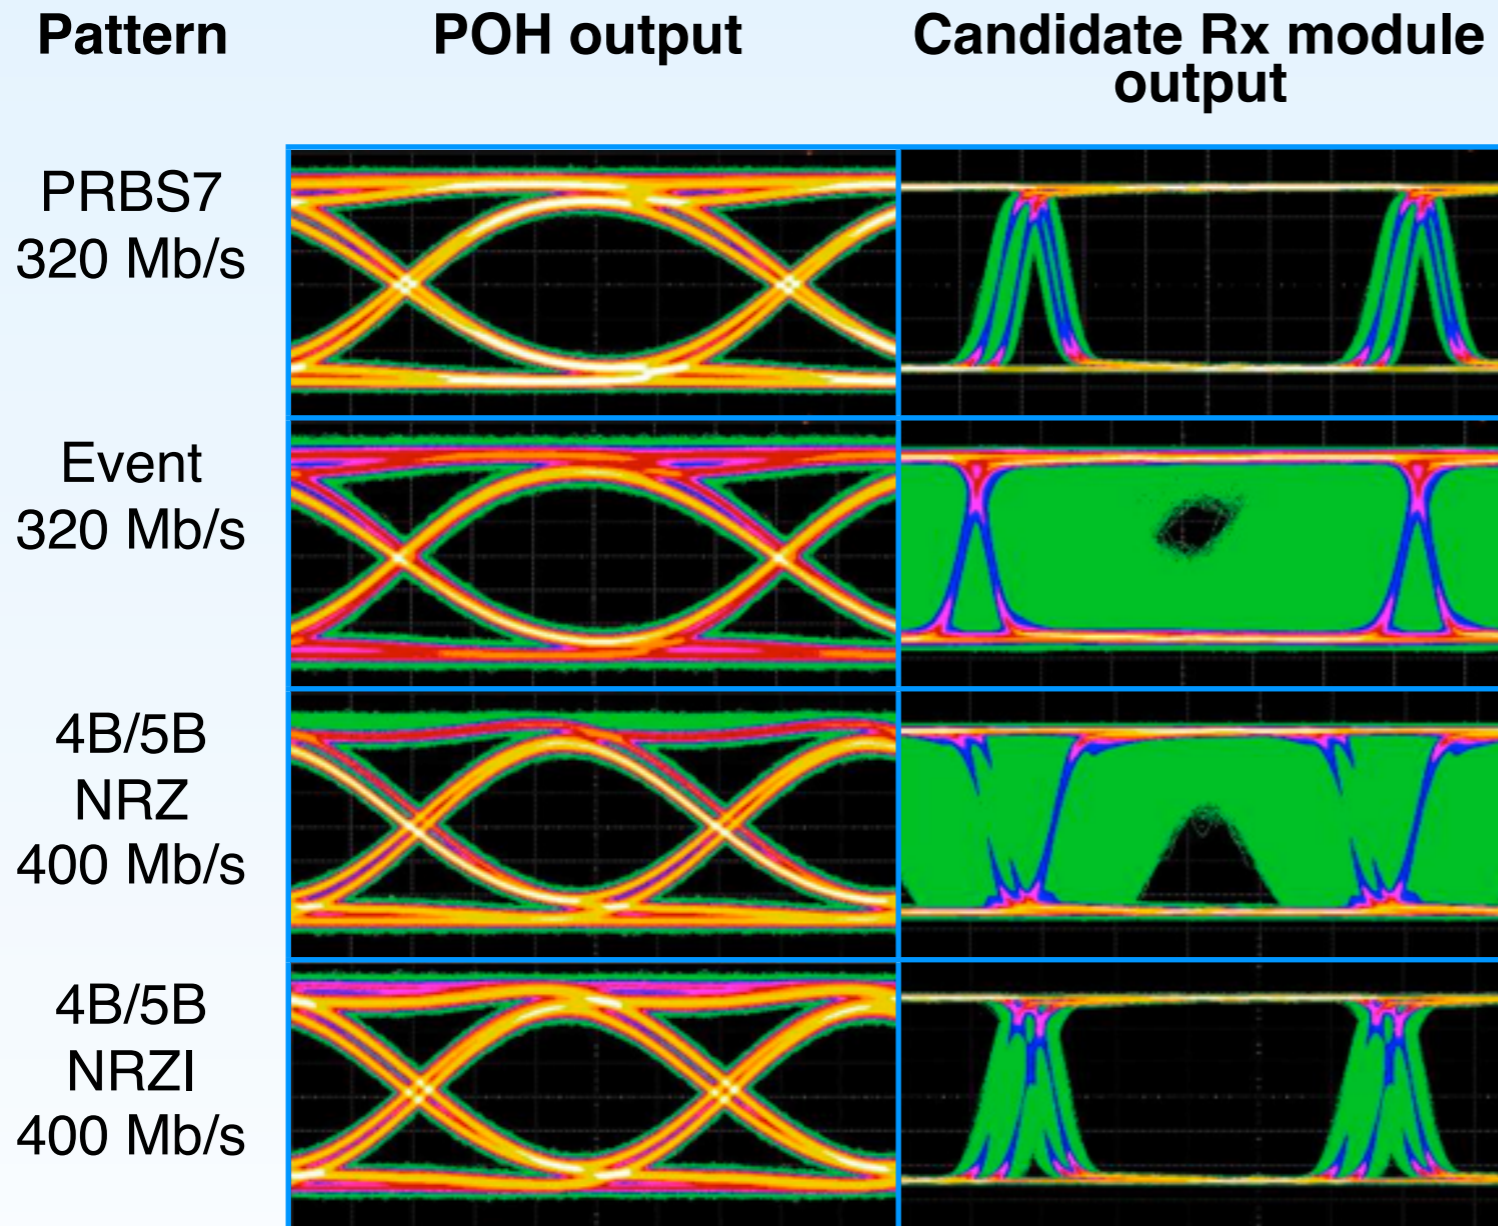 Pattern
POH output
Candidate Rx module
output
PRBS7
320 Mb/s
Event
320 Mb/s
4B/5B
NRZ
400 Mb/s
4B/5B
NRZI
400 Mb/s